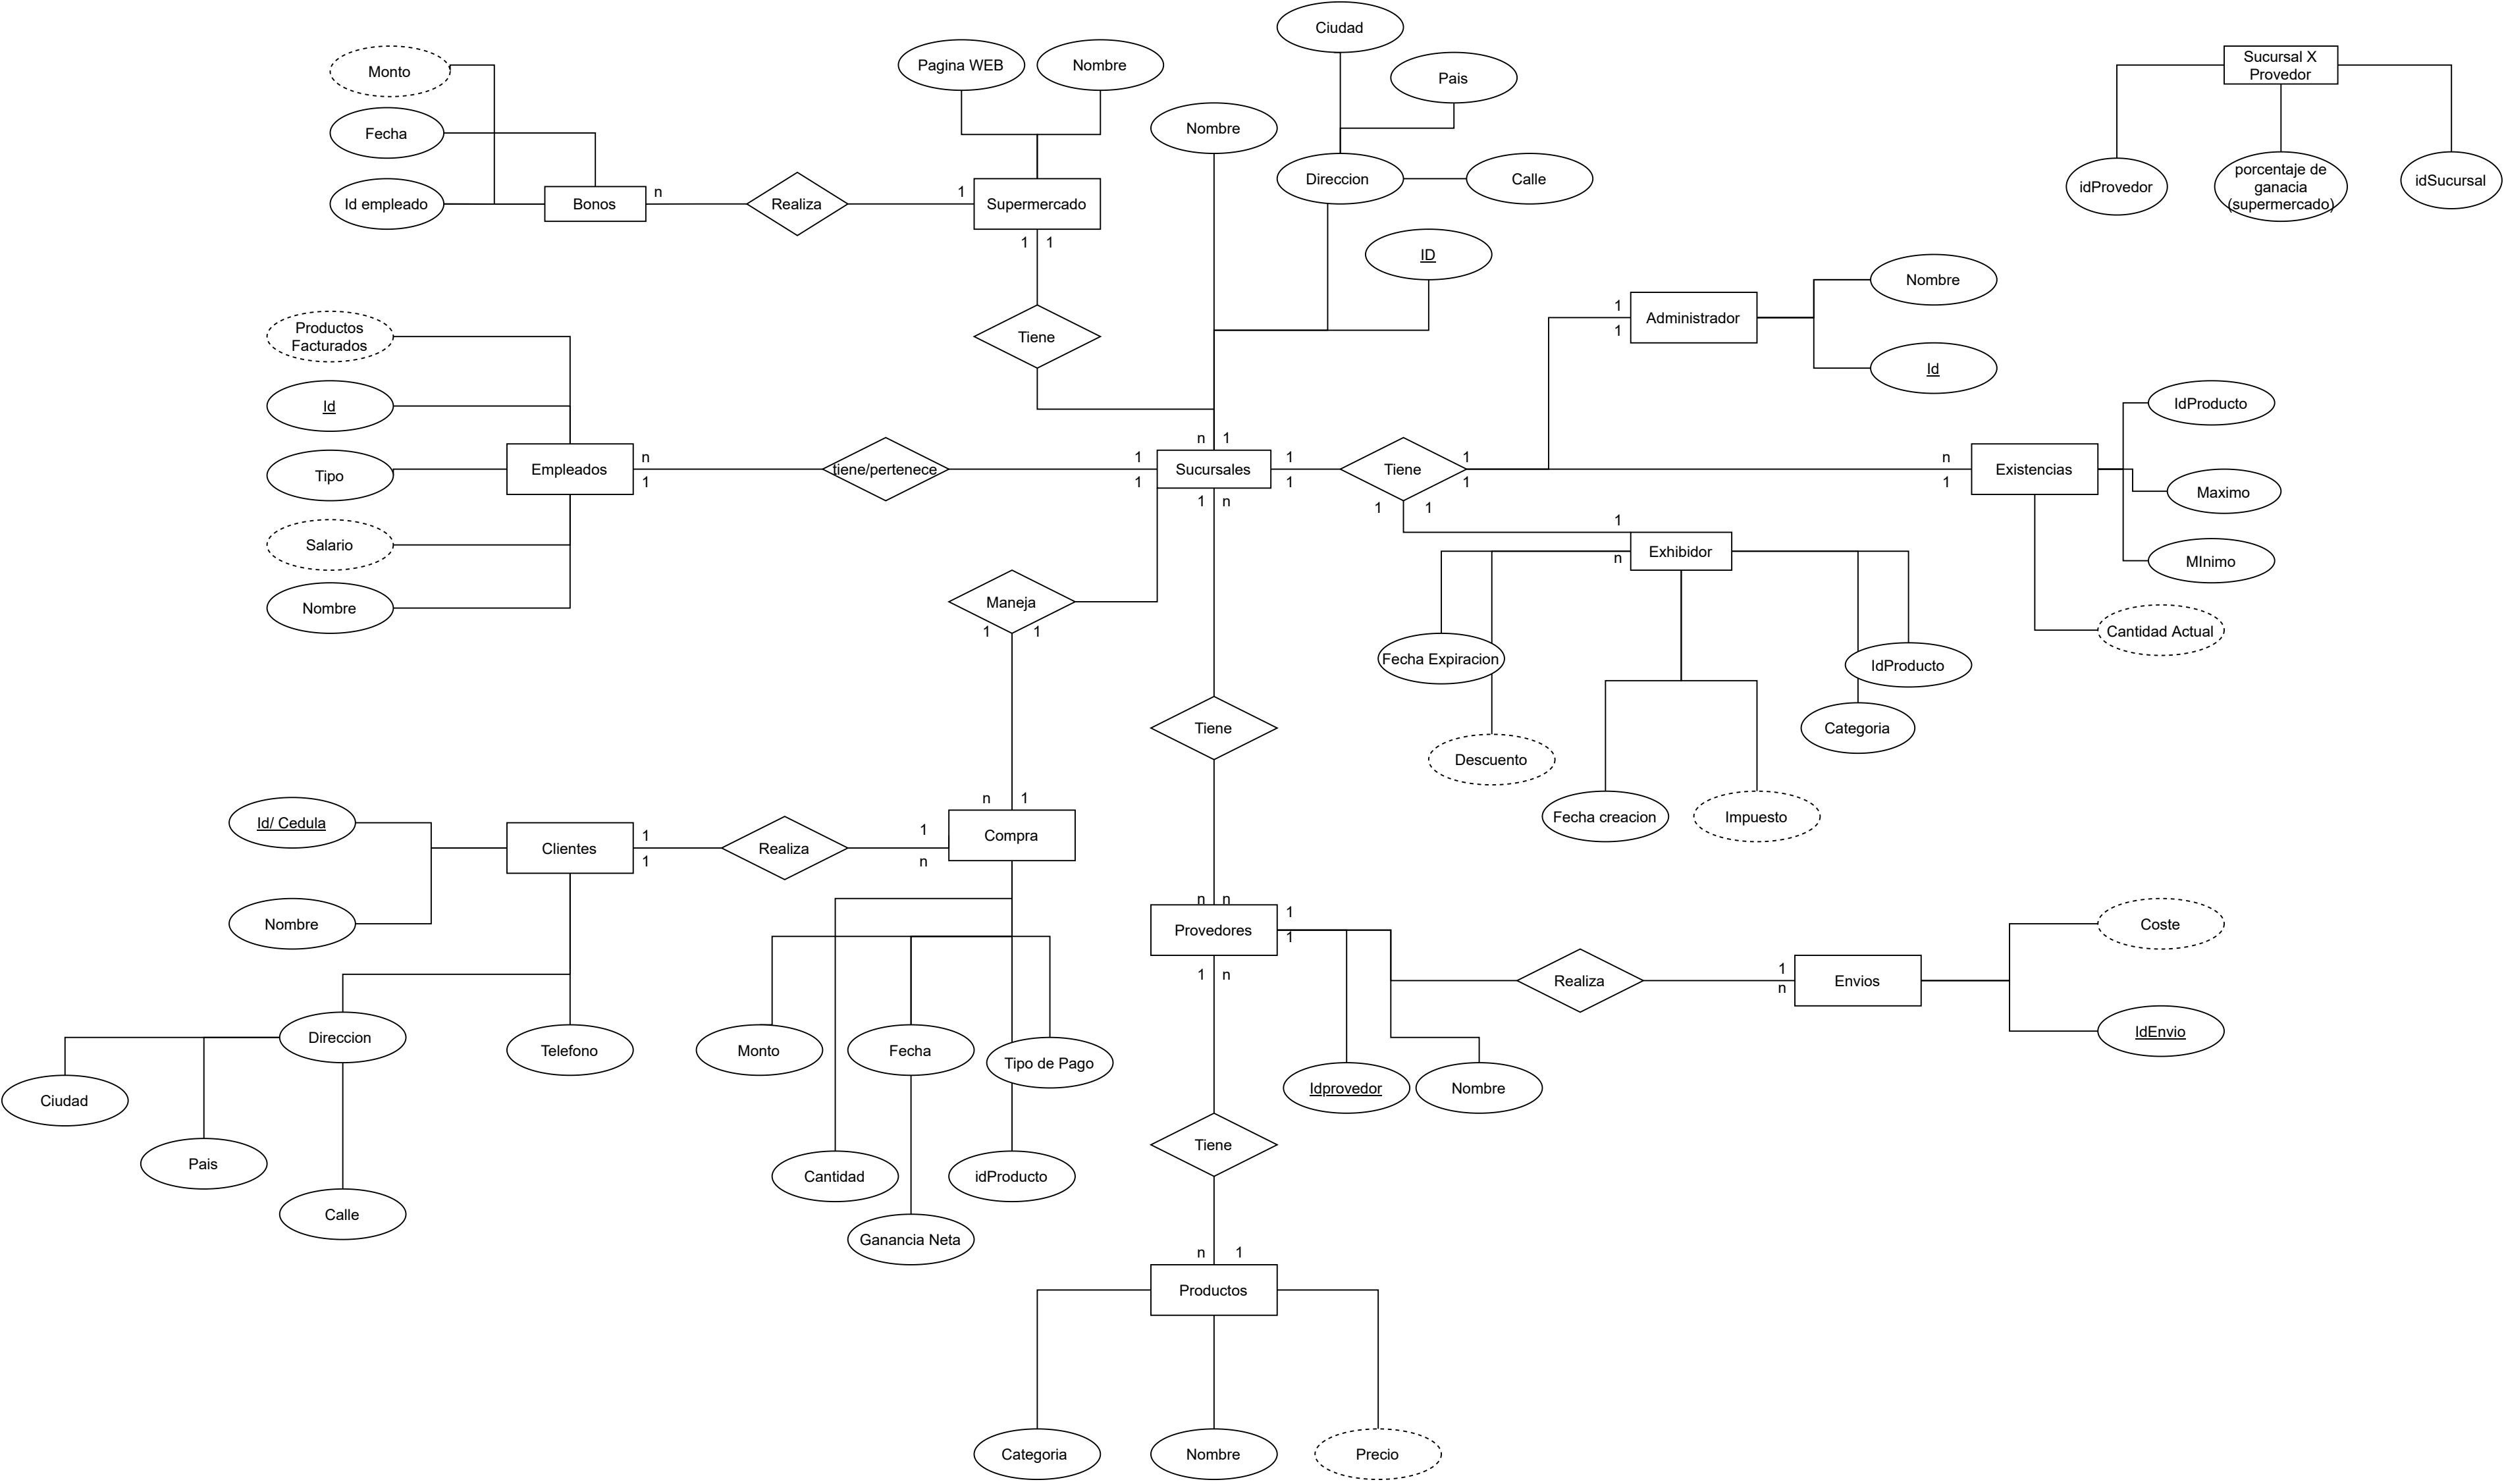 Ciudad
Pagina WEB
Nombre
Pais
Sucursal X
Provedor
Monto
Fecha
Nombre
Direccion
Calle
idProvedor
porcentaje de
ganacia
(supermercado)
idSucursal
Id empleado
Bonos
n
Realiza
1
Supermercado
1
1
ID
Nombre
Administrador
1
1
Id
Productos
Facturados
Tiene
Id
IdProducto
n
1
Empleados
n
1
tiene/pertenece
1
1
Sucursales
1
1
Tiene
1
1
n
1
Existencias
Tipo
Maximo
1
n
1
1
1
Exhibidor
n
Salario
MInimo
Nombre
Maneja
1
1
Cantidad Actual
Fecha Expiracion
IdProducto
Tiene
Categoria
Descuento
Fecha creacion
Impuesto
n
1
Id/ Cedula
Clientes
1
1
Realiza
1
n
Compra
Nombre
n
n
Provedores
1
1
1
n
Coste
Realiza
1
n
Envios
IdEnvio
Direccion
Telefono
Monto
Fecha
Tipo de Pago
Idprovedor
Nombre
Ciudad
Pais
Calle
Cantidad
idProducto
Tiene
Ganancia Neta
n
1
Productos
Categoria
Nombre
Precio